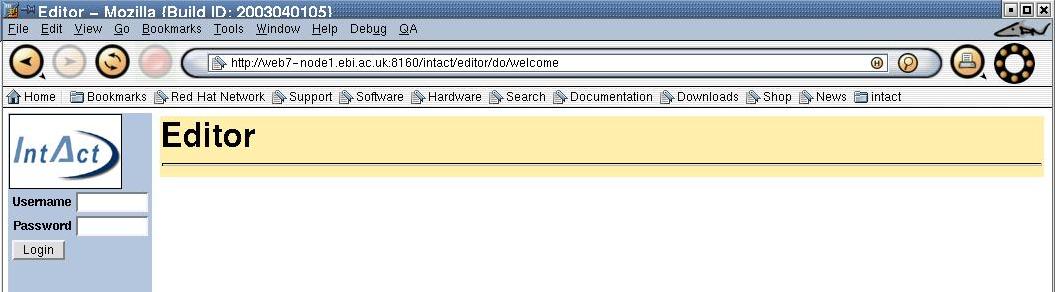 Editor - Mozilla {Build ID: 2003040105}
File Edit View Go Bookmarks Tools Window Help Debug QA
http://web7-node1.ebi.ac.uk:8160/intact/editor/do/welcome
Home Bookmarks Red Hat Network Support Software Hardware Search Documentation Downloads Shop News intact
IntAct
Editor
Username
Password
Login